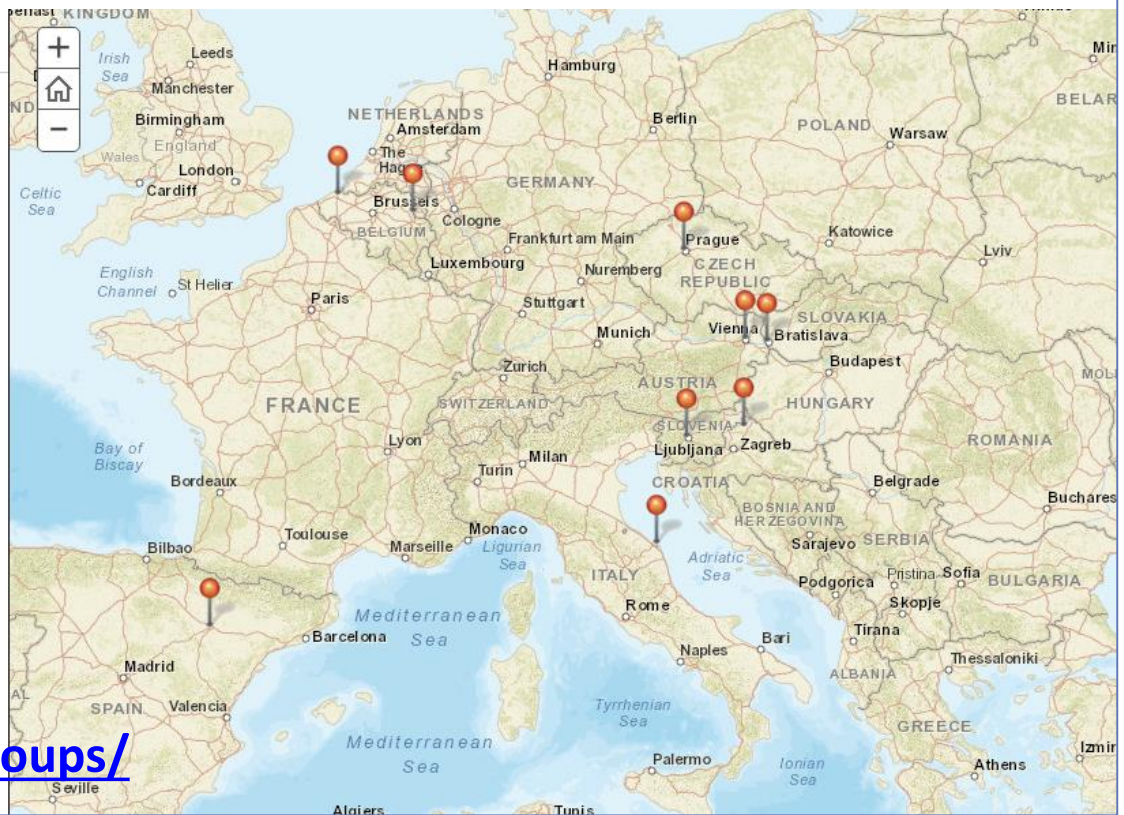 KINGDOM
Irish
Sea
Leeds
Manchester
Birmingham
England
Wales
London
Cardiff
Celtic
Sea
English
Channel
St Helier
NETHERLANDS
Amsterdam
The
Brussels
BELGIUM
Cologne
Luxembourg
Hamburg
Berlin
GERMANY
Frankfurt am Main
Nuremberg
Stuttgart
Munich
POLAND
Warsaw
BELAR
Katowice
Lviv
Prague
CZECH
REPUBLIC
SLOVAKIA
Vienna
Bratislava
Budapest
HUNGARY
AUSTRIA
Zurich
SWITZERLAND
SLOVENIA
Ljubljana
Zagreb
CROATIA
Paris
FRANCE
Lyon
Bay of
Biscay
Bordeaux
Toulouse
Bilbao
Marseille
Monaco
Ligurian
Sea
Turin
Milan
ITALY
Rome
Naples
Bari
Adriatic
Sea
BOSNIA AND
HERZEGOVINA
Sarajevo
SERBIA
Belgrade
ROMANIA
Buchares
Podgorica
Pristina
Sofia
BULGARIA
Skopje
Tirana
ALBANIA
Thessaloniki
GREECE
Athens
Izmir
Ionian
Sea
Tyrrhenian
Sea
Palermo
Mediterranean
Sea
Mediterranean
Sea
Barcelona
Madrid
SPAIN
Valencia
oups/
Seville
Algiers
Tunis